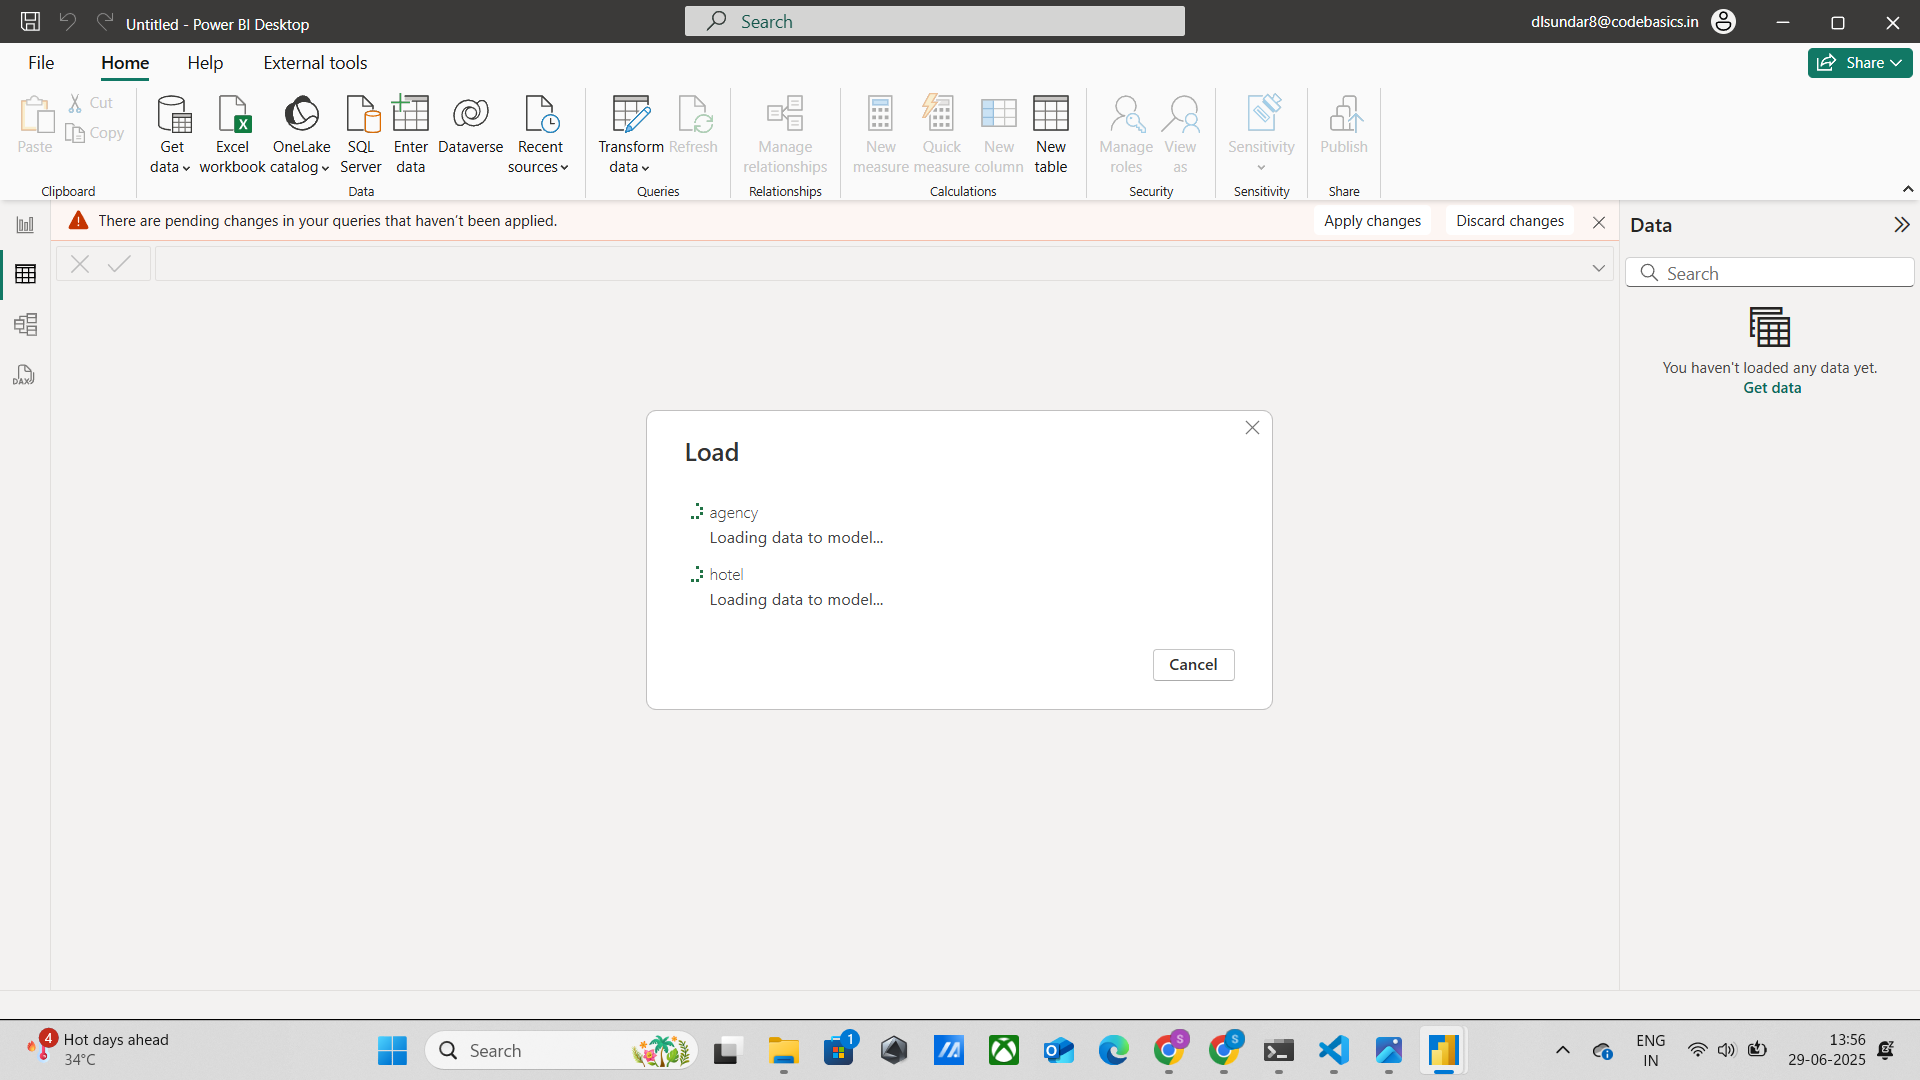 Untitled - Power BI Desktop
Search
dlsundar8@codebasics.in
File
Home
Help
External tools
Share
Paste
Cut
Copy
Clipboard
Get data
Excel workbook
OneLake catalog
SQL Server
Enter data
Dataverse
Recent sources
Data
Transform data
Refresh
Queries
Manage relationships
Relationships
New measure
Quick measure
New column
New table
Calculations
Manage roles
View as
Security
Sensitivity
Sensitivity
Publish
Share
There are pending changes in your queries that haven't been applied.
Apply changes
Discard changes
DAX
Data
Search
You haven't loaded any data yet.
Get data
Load
agency
Loading data to model...
hotel
Loading data to model...
Cancel
4
Hot days ahead
34°C
Search
1
S
S
ENG
IN
13:56
29-06-2025